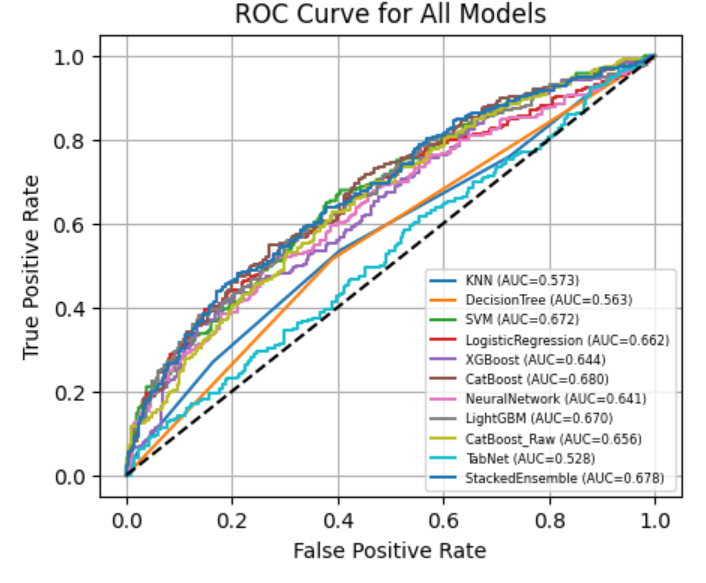 ROC Curve for All Models
True Positive Rate
1.0
0.8
0.6
0.4
0.2
0.0
KNN (AUC=0.573)
DecisionTree (AUC=0.563)
SVM (AUC=0.672)
LogisticRegression (AUC=0.662)
XGBoost (AUC=0.644)
CatBoost (AUC=0.680)
NeuralNetwork (AUC=0.641)
LightGBM (AUC=0.670)
CatBoost_Raw (AUC=0.656)
TabNet (AUC=0.528)
StackedEnsemble (AUC=0.678)
0.0 0.2 0.4 0.6 0.8 1.0
False Positive Rate